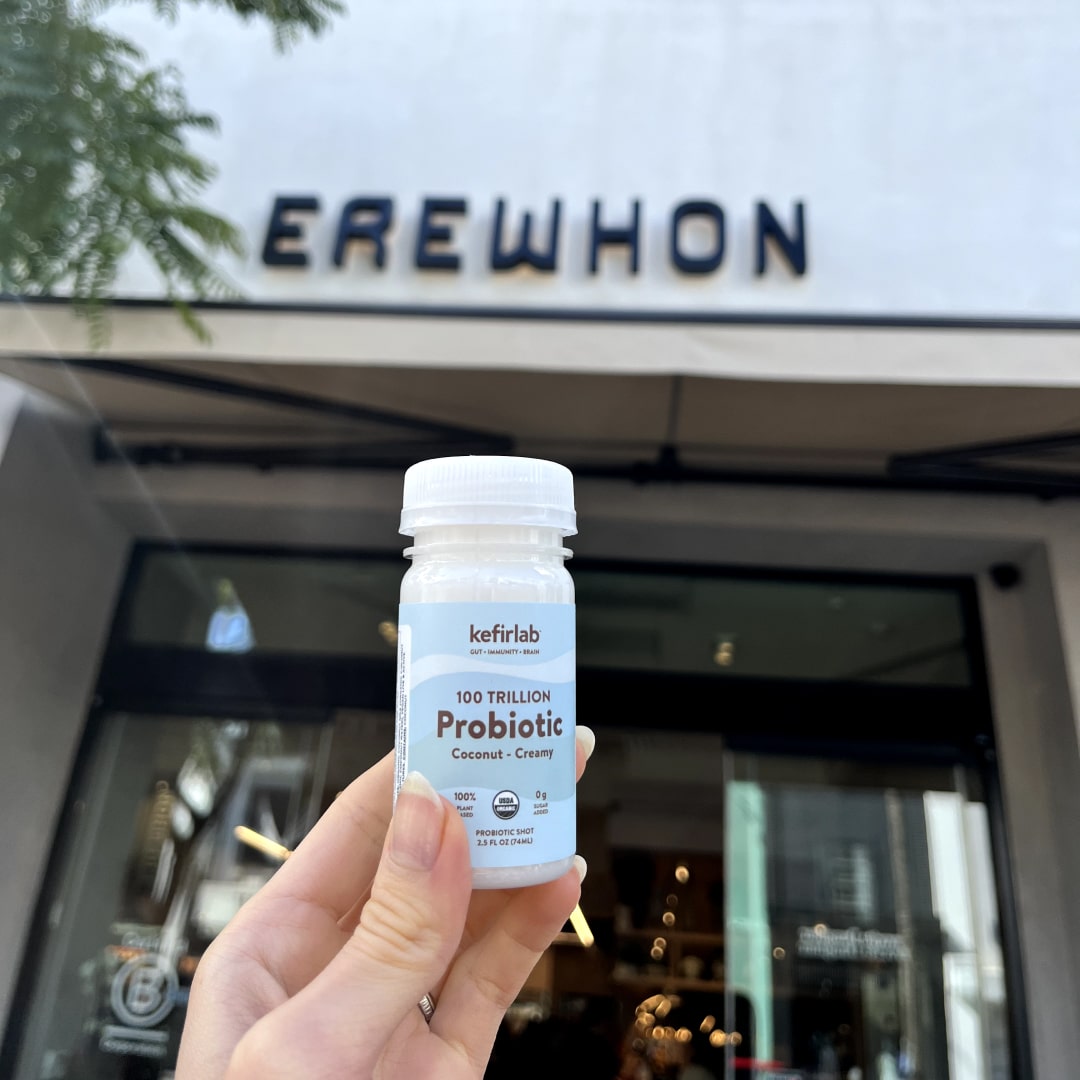 EREWHON
kefirlab
GUT • IMMUNITY • BRAIN
100 TRILLION
Probiotic
Coconut - Creamy
100%
PLANT
0g
SUGAR
ADDED
USDA
ORGANIC
PROBIOTIC SHOT
2.5 FL OZ (74ML)
B